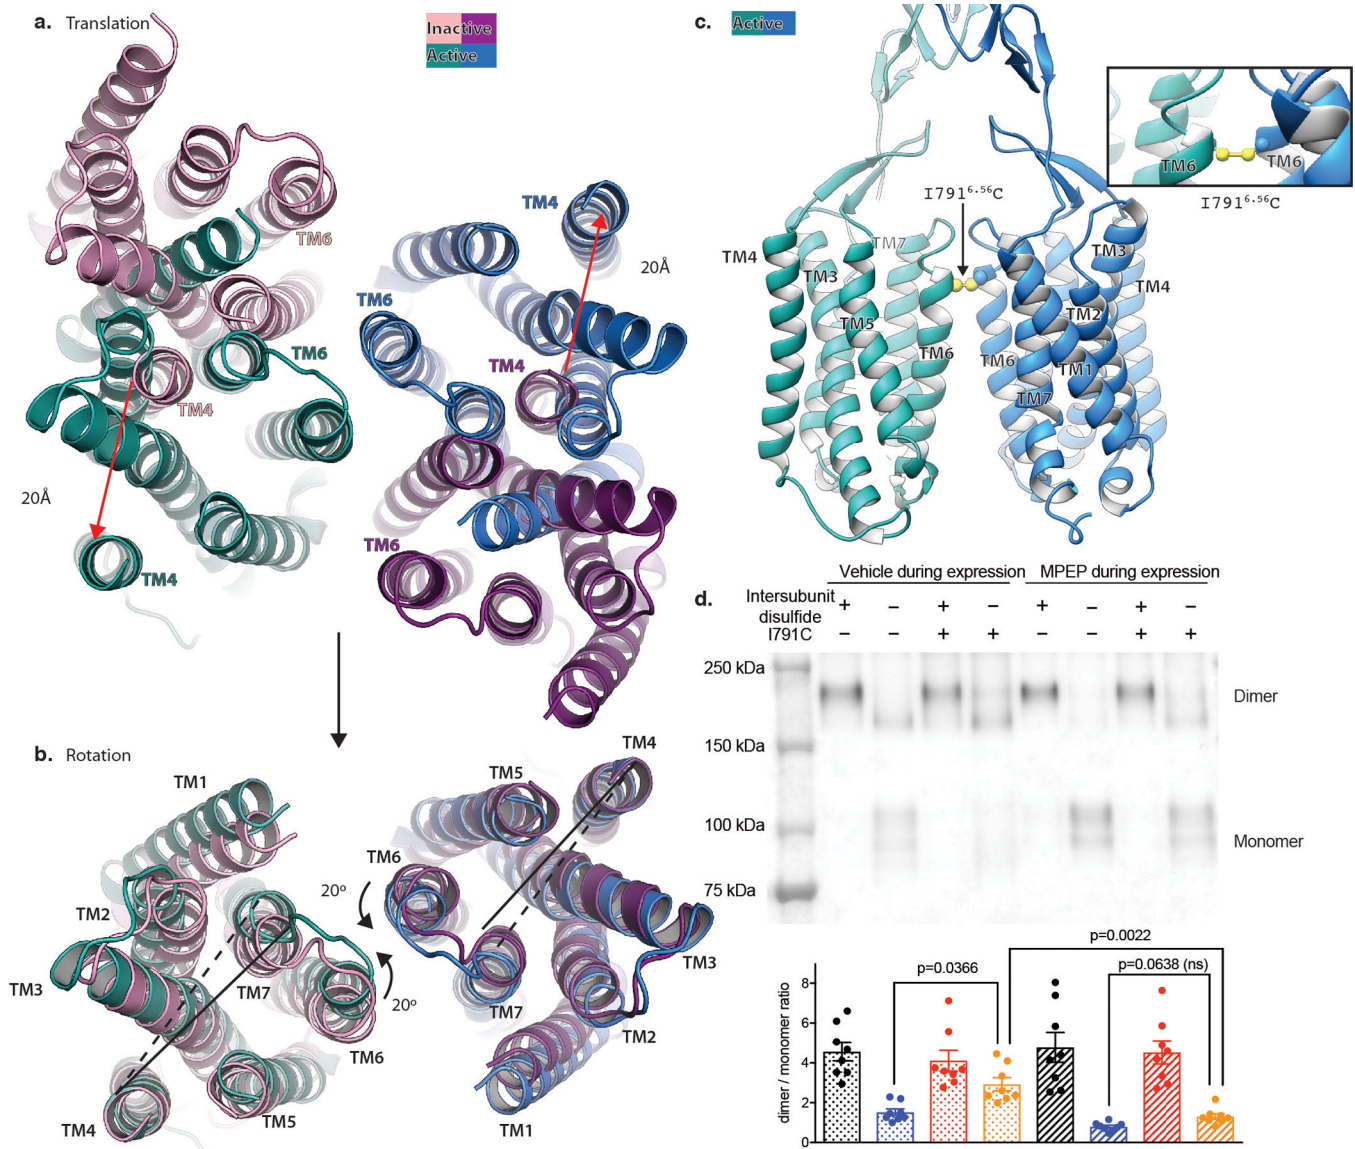 a. Translation
Inactive
Active
TM6
TM4
TM6
TM4
20Å
TM4
20Å
TM6
TM4
TM6
b. Rotation
TM1
TM2
TM3
TM7
TM4
TM5
TM6
20º
20º
TM4
TM5
TM6
TM7
TM3
TM2
TM1
c. Active
I791⁶·⁵⁶C
TM4
TM3
TM7
TM5
TM6
TM3
TM4
TM2
TM6
TM1
TM7
TM6
TM6
I791⁶·⁵⁶C
d.
Vehicle during expression MPEP during expression
Intersubunit disulfide + – + – + – + –
I791C – – + + – – + +
250 kDa
150 kDa
100 kDa
75 kDa
Dimer
Monomer
p=0.0022
p=0.0366
p=0.0638 (ns)
dimer / monomer ratio
8
6
4
2
0